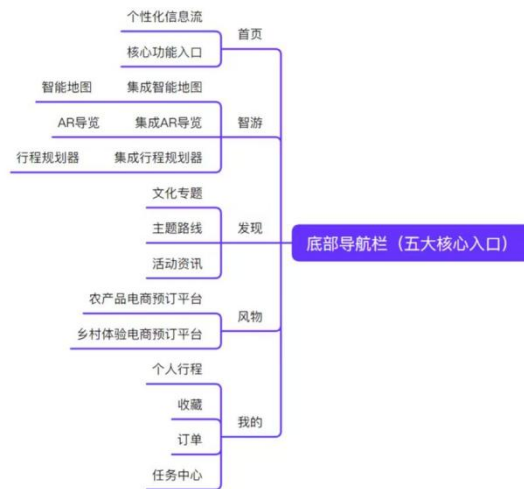 个性化信息流
首页
核心功能入口
智能地图 集成智能地图
AR导览 集成AR导览
智游
行程规划器 集成行程规划器
文化专题
主题路线
发现
活动资讯
底部导航栏（五大核心入口）
农产品电商预订平台
风物
乡村体验电商预订平台
个人行程
收藏
我的
订单
任务中心